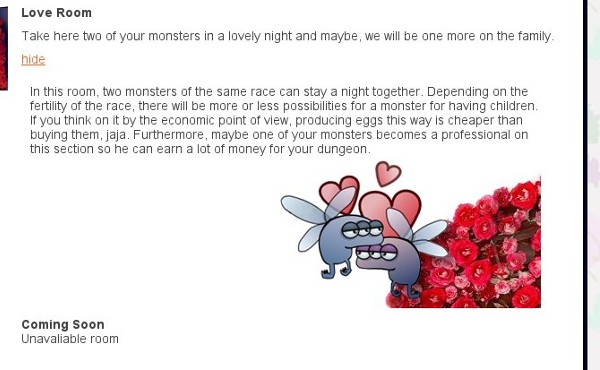 Love Room
Take here two of your monsters in a lovely night and maybe, we will be one more on the family.
hide
In this room, two monsters of the same race can stay a night together. Depending on the
fertility of the race, there will be more or less possibilities for a monster for having children.
If you think on it by the economic point of view, producing eggs this way is cheaper than
buying them, jaja. Furthermore, maybe one of your monsters becomes a professional on
this section so he can earn a lot of money for your dungeon.
Coming Soon
Unavaliable room